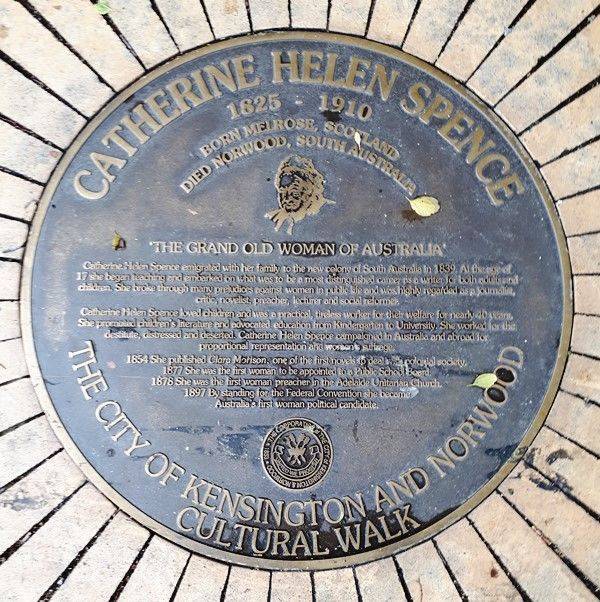 CATHERINE HELEN SPENCE
1825 - 1910
BORN MELROSE, SCOTLAND
DIED NORWOOD, SOUTH AUSTRALIA
'THE GRAND OLD WOMAN OF AUSTRALIA'
Catherine Helen Spence emigrated with her family to the new colony of South Australia in 1839. At the age of
17 she began teaching and embarked on what was to be a most distinguished career as a writer for both adults and
children. She broke through many prejudices against women in public life and was highly regarded as a journalist,
critic, novelist, preacher, lecturer and social reformer.
Catherine Helen Spence loved children and was a practical, tireless worker for their welfare for nearly 40 years.
She promoted children's literature and advocated education from Kindergarten to University. She worked for the
destitute, distressed and deserted. Catherine Helen Spence campaigned in Australia and abroad for
proportional representation and woman's suffrage.
1854 She published Clara Morison, one of the first novels to deal with colonial society.
1877 She was the first woman to be appointed to a Public School Board.
1878 She was the first woman preacher in the Adelaide Unitarian Church.
1897 By standing for the Federal Convention she became
Australia's first woman political candidate.
THE CITY OF KENSINGTON AND NORWOOD
CULTURAL WALK